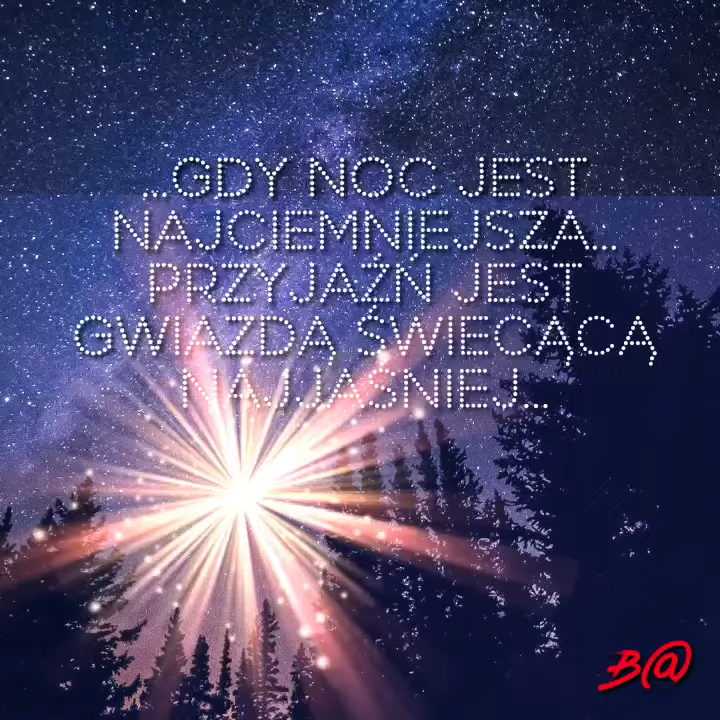 ...GDY NOC JEST
NAJCIEMNIEJSZA...
PRZYJAŹŃ JEST
GWIAZDĄ ŚWIECĄCĄ
NAJJAŚNIEJ...
B@